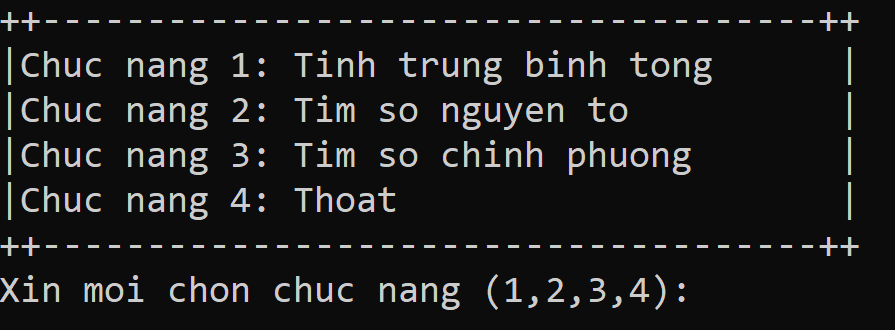 ++-------------------------------------++
|Chuc nang 1: Tinh trung binh tong      |
|Chuc nang 2: Tim so nguyen to          |
|Chuc nang 3: Tim so chinh phuong       |
|Chuc nang 4: Thoat                     |
++-------------------------------------++
Xin moi chon chuc nang (1,2,3,4):